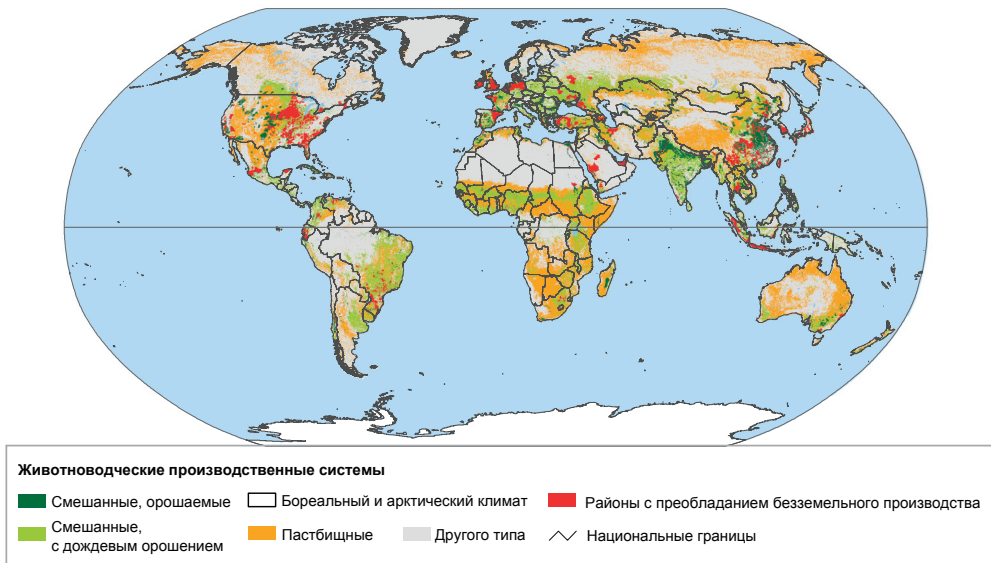 Животноводческие производственные системы
Смешанные, орошаемые
Бореальный и арктический климат
Районы с преобладанием безземельного производства
Смешанные,
с дождевым орошением
Пастбищные
Другого типа
Национальные границы